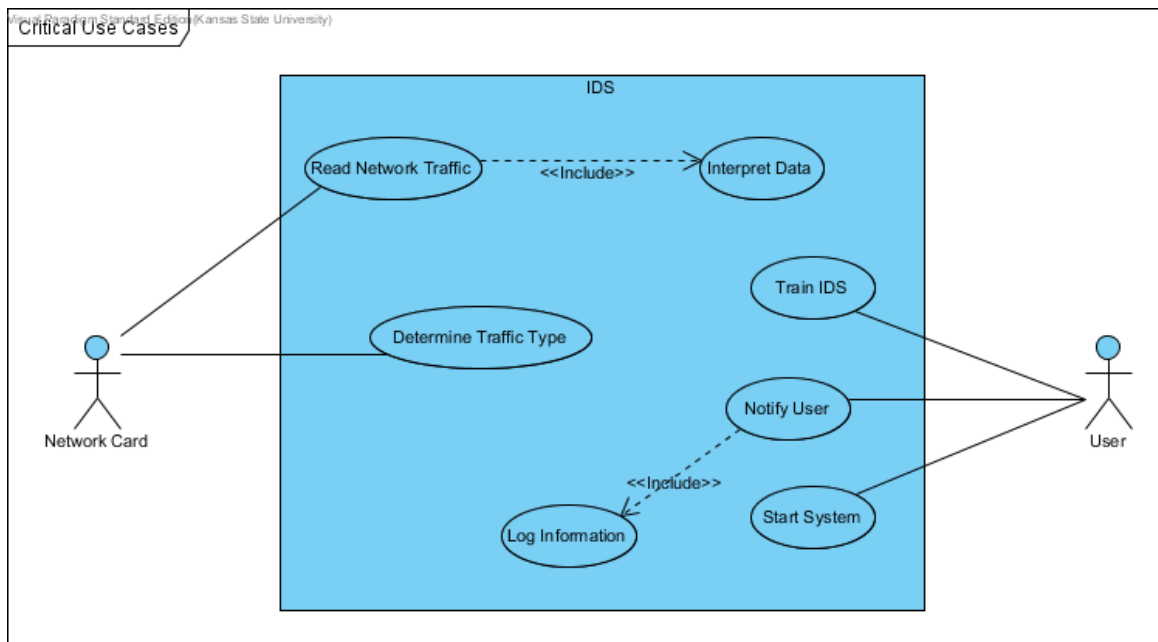 Visual Paradigm Standard Edition(Kansas State University)
Critical Use Cases
IDS
Read Network Traffic
<<Include>>
Interpret Data
Train IDS
Determine Traffic Type
Notify User
Network Card
User
<<Include>>
Start System
Log Information